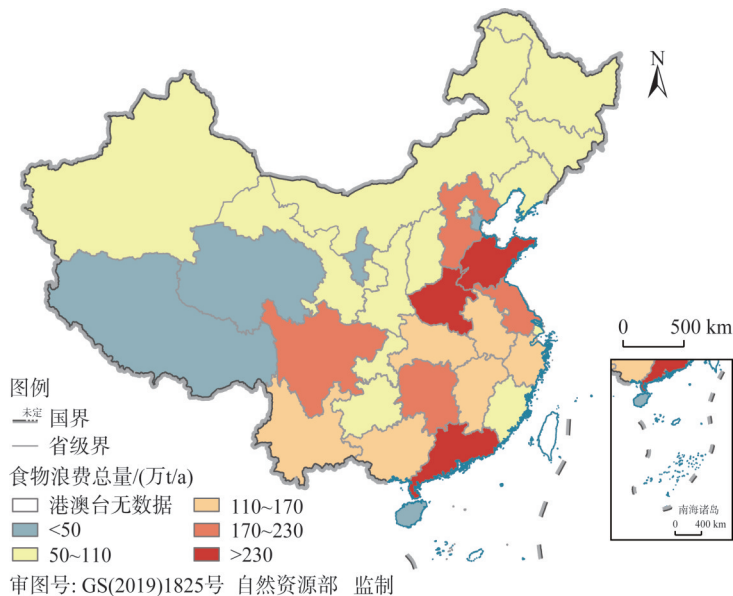 N
0 500 km
图例
未定 国界
省级界
食物浪费总量/(万t/a)
港澳台无数据
<50
50~110
110~170
170~230
>230
南海诸岛
0 400 km
审图号: GS(2019)1825号 自然资源部 监制